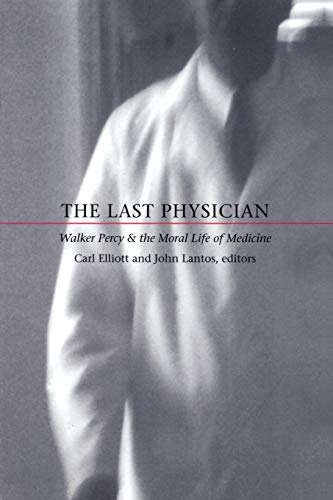 THE LAST PHYSICIAN
Walker Percy & the Moral Life of Medicine
Carl Elliott and John Lantos, editors